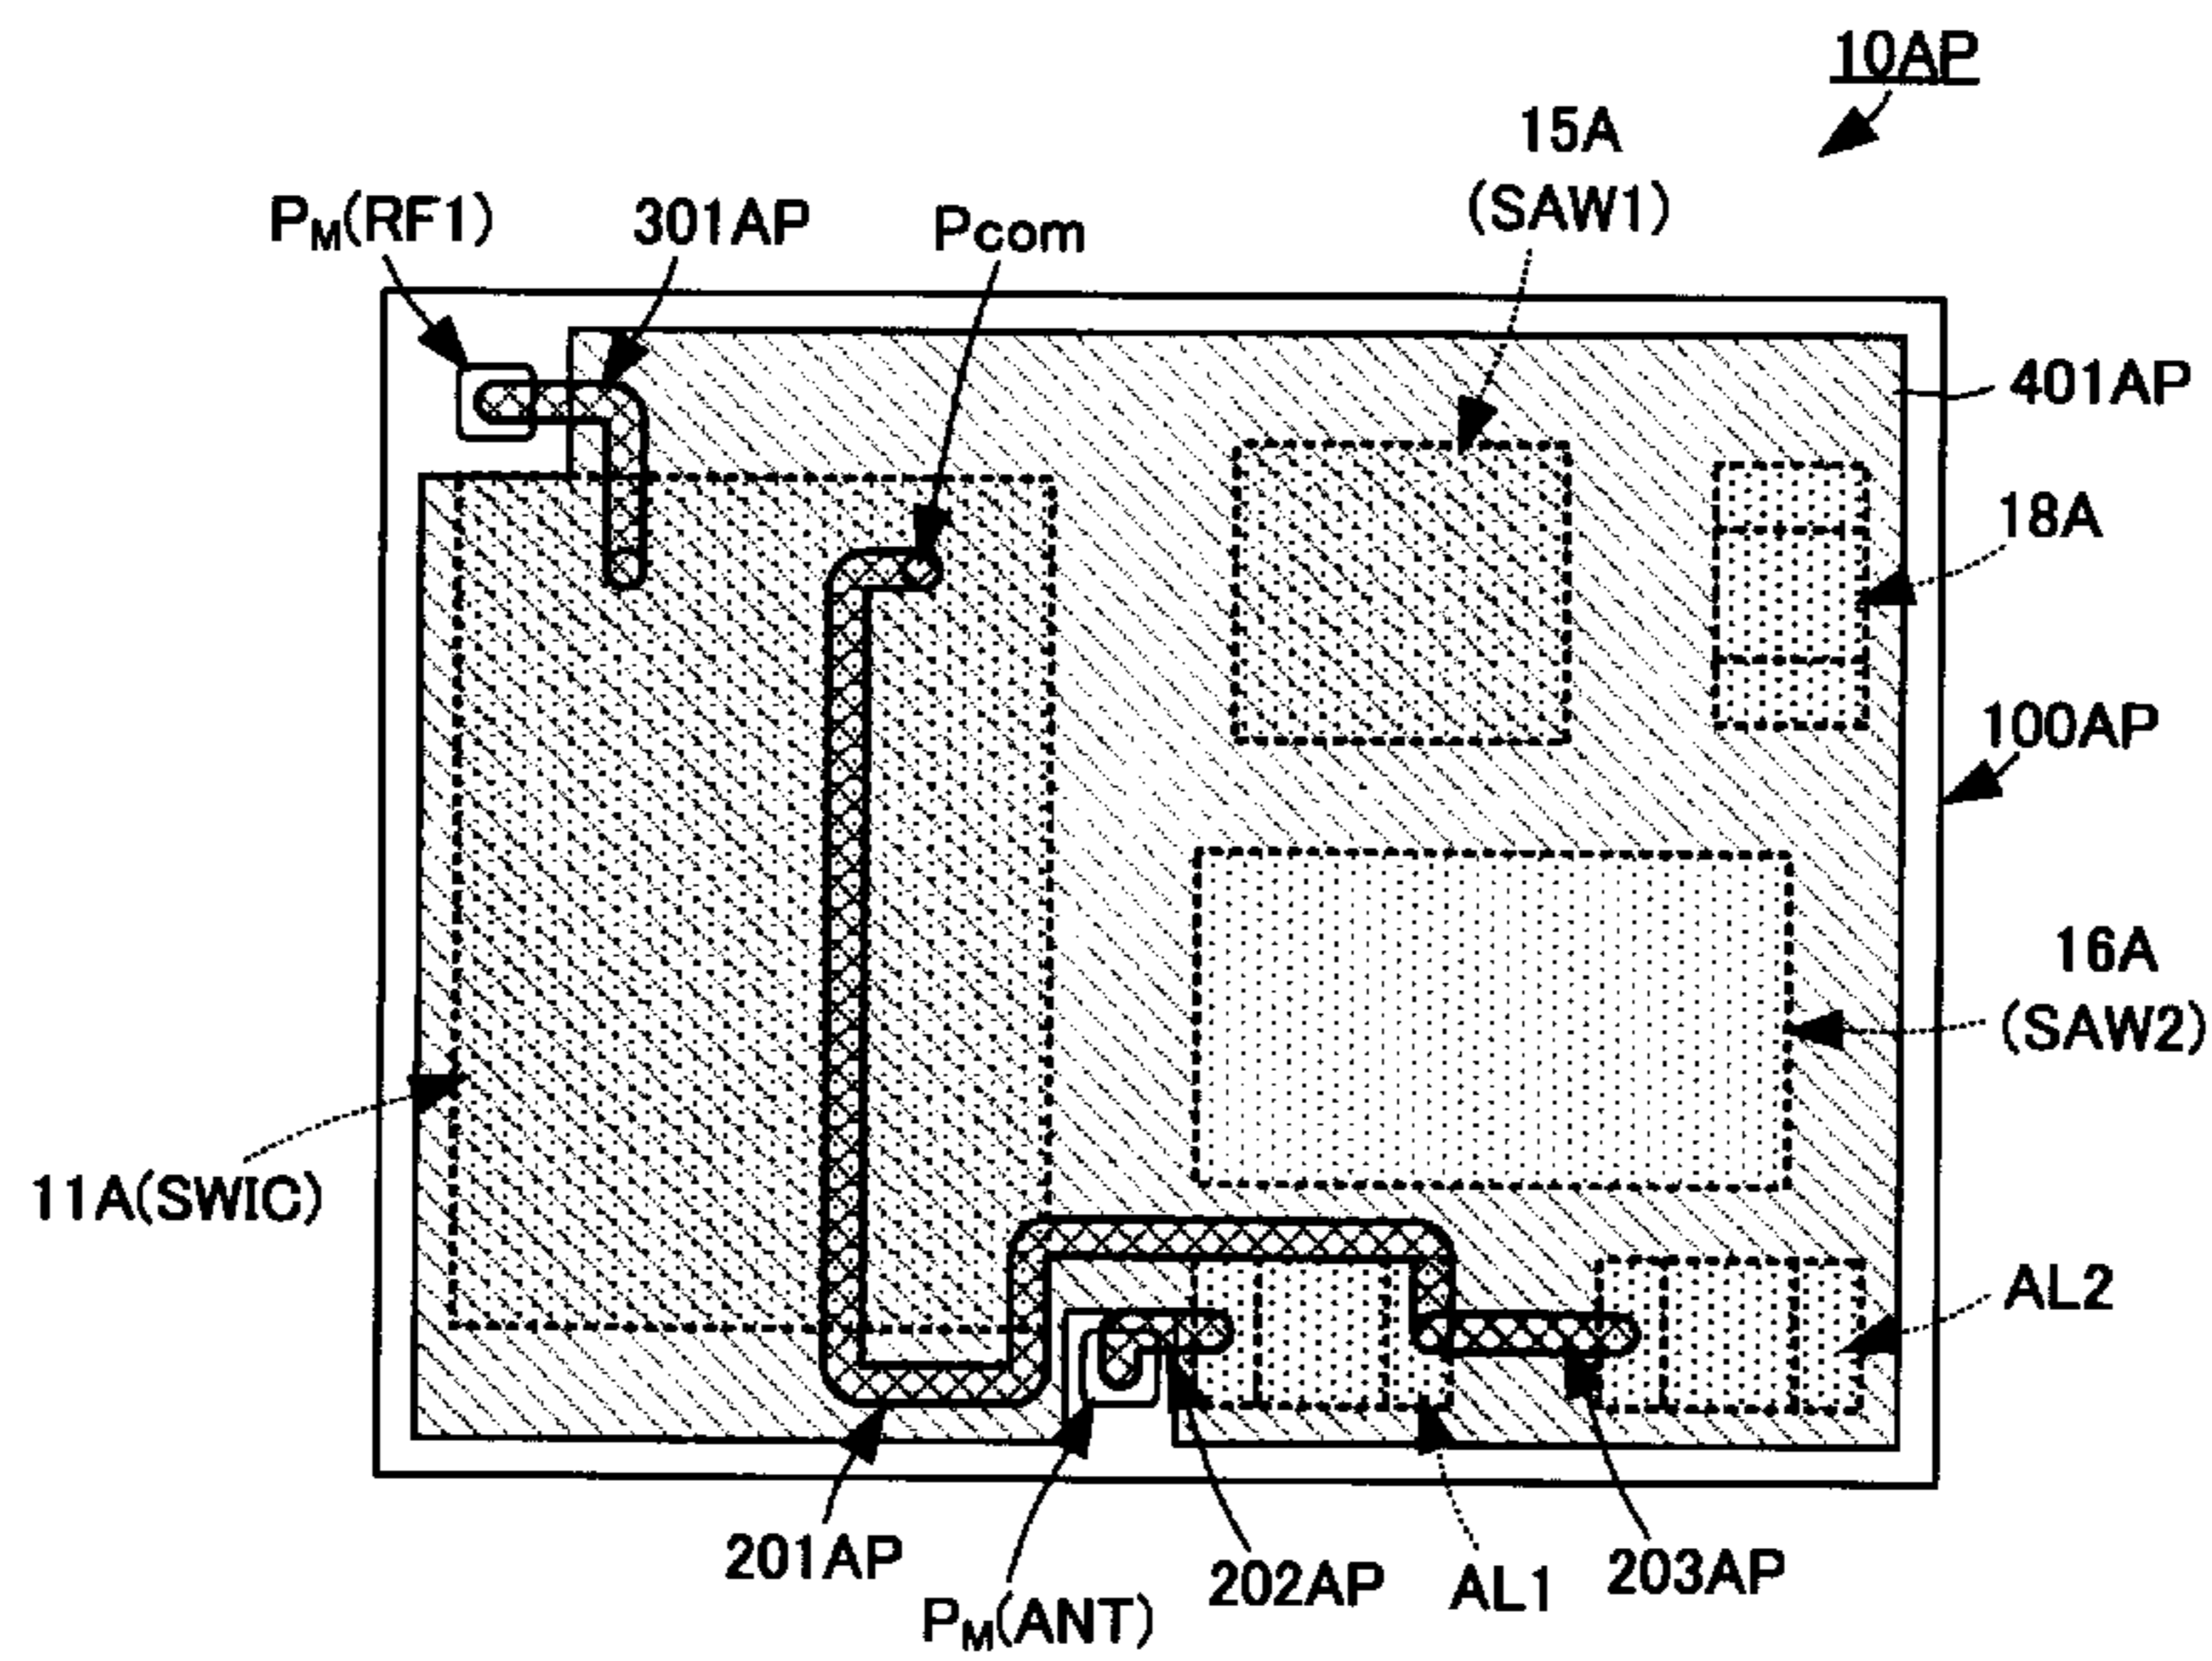 10AP
15A
(SAW1)
PM(RF1)
301AP
Pcom
401AP
18A
100AP
16A
(SAW2)
11A(SWIC)
AL2
201AP
PM(ANT)
202AP
AL1
203AP